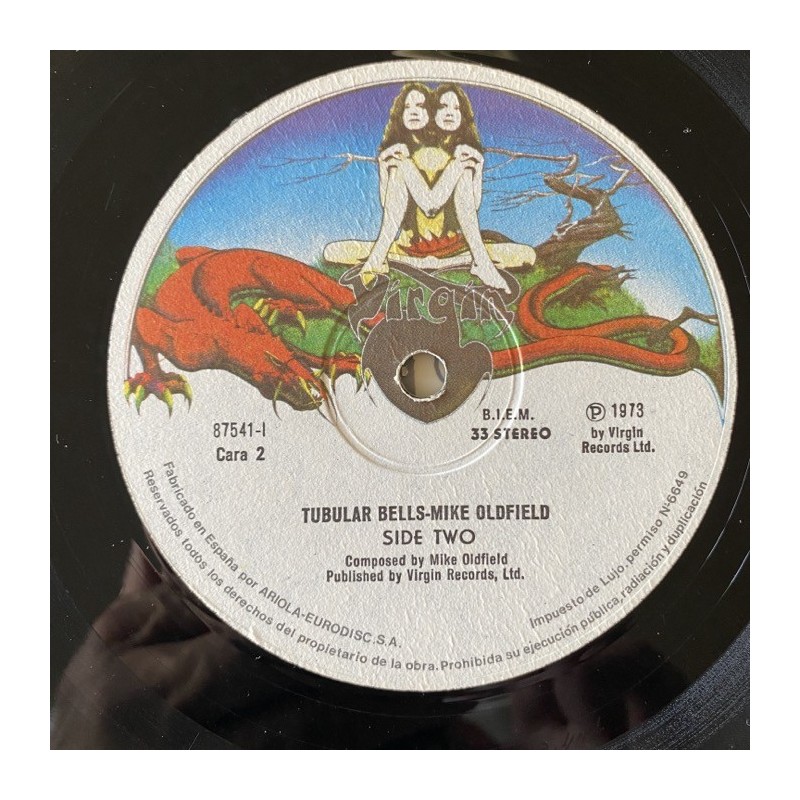 Virgin
87541-I
Cara 2
B.I.E.M.
33 STEREO
Ⓟ 1973
by Virgin
Records Ltd.
TUBULAR BELLS-MIKE OLDFIELD
SIDE TWO
Composed by Mike Oldfield
Published by Virgin Records, Ltd.
Fabricado en España por ARIOLA-EURODISC.S.A. Impuesto de Lujo. permiso Nº6649
Reservados todos los derechos del propietario de la obra. Prohibida su ejecución pública, radiación y duplicación